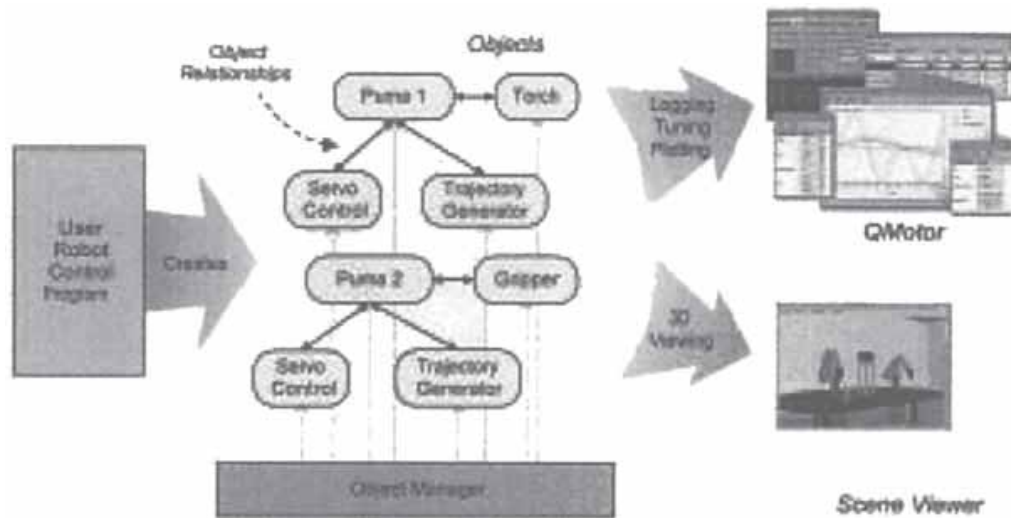 Object
Relationships
Objects
Puma 1
Torch
Logging
Tuning
Plotting
Servo
Control
Trajectory
Generator
QMotor
User
Robot
Control
Program
Creates
Puma 2
Gripper
3D
Viewing
Servo
Control
Trajectory
Generator
Object Manager
Scene Viewer